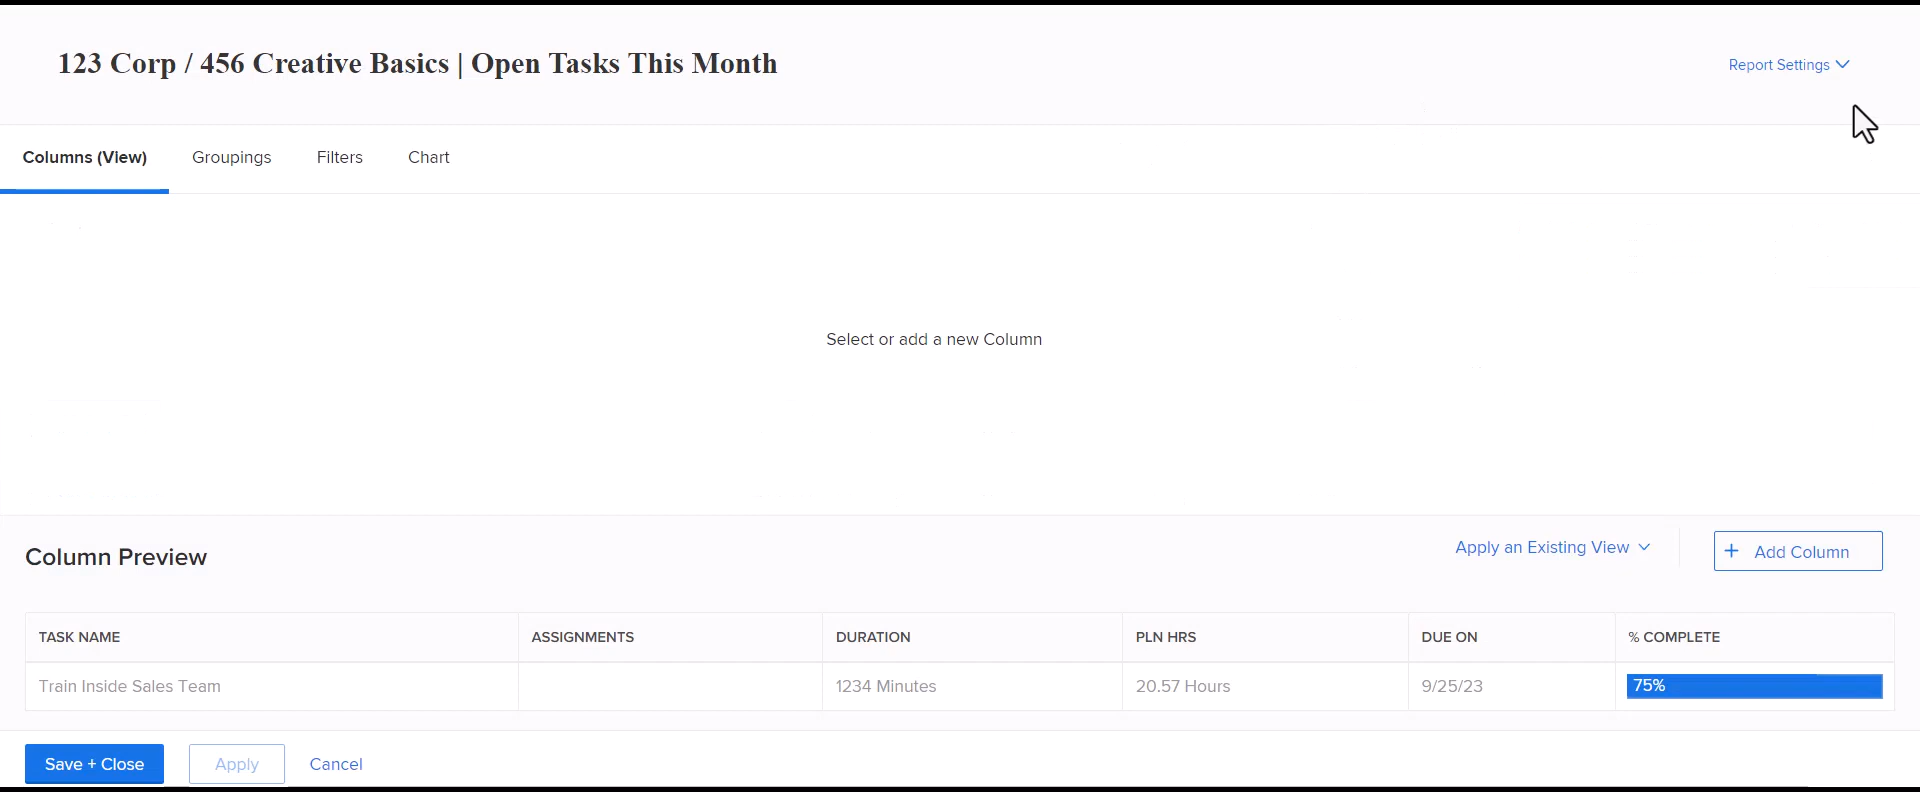 123 Corp / 456 Creative Basics | Open Tasks This Month
Report Settings
Columns (View)
Groupings
Filters
Chart
Select or add a new Column
Column Preview
Apply an Existing View
+ Add Column
TASK NAME
ASSIGNMENTS
DURATION
PLN HRS
DUE ON
% COMPLETE
Train Inside Sales Team
1234 Minutes
20.57 Hours
9/25/23
75%
Save + Close
Apply
Cancel